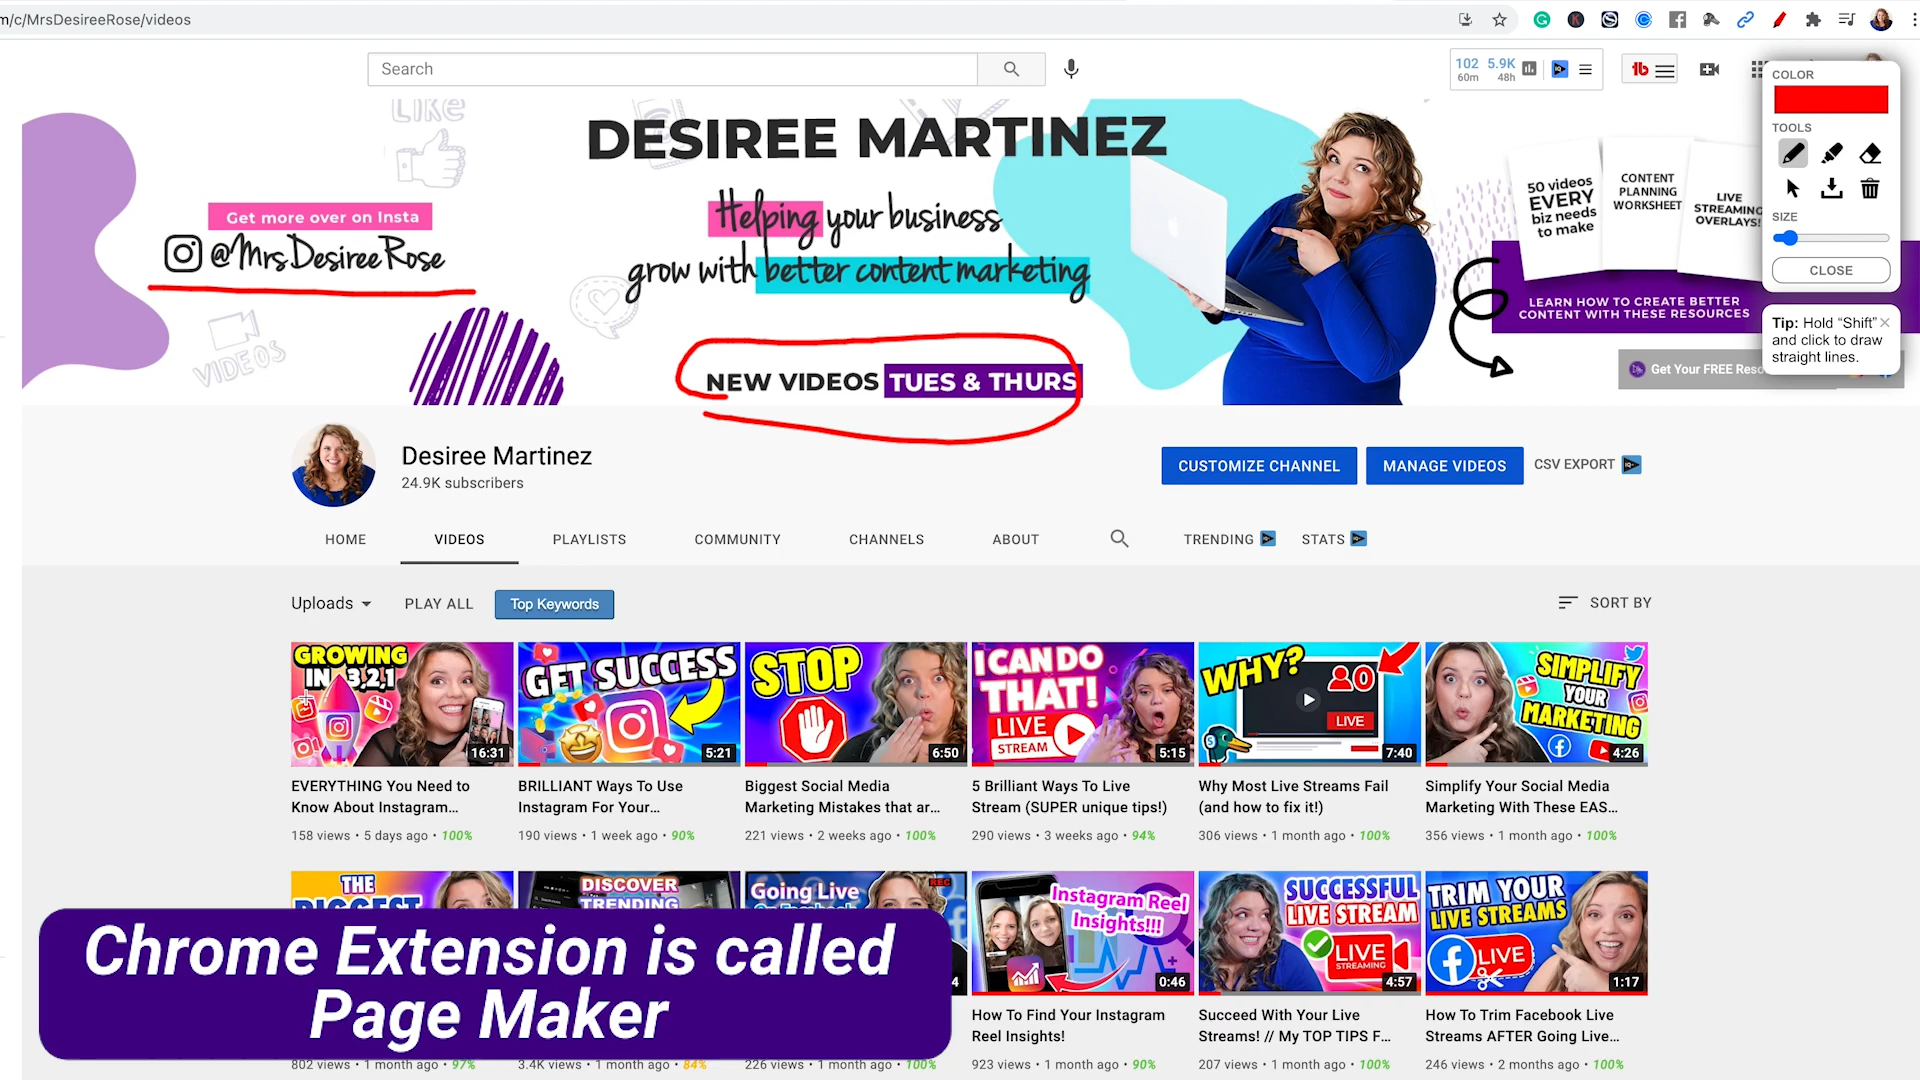 m/c/MrsDesireeRose/videos
Search
102 5.9K
60m 48h
COLOR
TOOLS
SIZE
CLOSE
Tip: Hold “Shift”
and click to draw
straight lines.
LIKE
DESIREE MARTINEZ
Helping your business
grow with better content marketing
Get more over on Insta
@MrsDesireeRose
VIDEOS
NEW VIDEOS TUES & THURS
50 videos
EVERY
biz needs
to make
CONTENT
PLANNING
WORKSHEET
LIVE
STREAMING
OVERLAYS!
LEARN HOW TO CREATE BETTER
CONTENT WITH THESE RESOURCES
Get Your FREE Reso
Desiree Martinez
24.9K subscribers
CUSTOMIZE CHANNEL
MANAGE VIDEOS
CSV EXPORT
HOME VIDEOS PLAYLISTS COMMUNITY CHANNELS ABOUT TRENDING STATS
Uploads PLAY ALL Top Keywords SORT BY
GROWING
IN 3,2,1
16:31
EVERYTHING You Need to
Know About Instagram...
158 views • 5 days ago • 100%
GET SUCCESS
5:21
BRILLIANT Ways To Use
Instagram For Your...
190 views • 1 week ago • 90%
STOP
6:50
Biggest Social Media
Marketing Mistakes that ar...
221 views • 2 weeks ago • 100%
I CAN DO
THAT!
LIVE
STREAM
5:15
5 Brilliant Ways To Live
Stream (SUPER unique tips!)
290 views • 3 weeks ago • 94%
WHY?
0
LIVE
7:40
Why Most Live Streams Fail
(and how to fix it!)
306 views • 1 month ago • 100%
SIMPLIFY
YOUR
MARKETING
4:26
Simplify Your Social Media
Marketing With These EAS...
356 views • 1 month ago • 100%
THE
BIGGEST
802 views • 1 month ago • 97%
DISCOVER
TRENDING
3.4K views • 1 month ago • 84%
Going Live
REC
4
226 views • 1 month ago • 100%
Instagram Reel
Insights!!!
0:46
How To Find Your Instagram
Reel Insights!
923 views • 1 month ago • 90%
SUCCESSFUL
LIVE STREAM
LIVE
STREAMING
4:57
Succeed With Your Live
Streams! // My TOP TIPS F...
207 views • 1 month ago • 100%
TRIM YOUR
LIVE STREAMS
LIVE
1:17
How To Trim Facebook Live
Streams AFTER Going Live...
246 views • 2 months ago • 100%
Chrome Extension is called
Page Maker